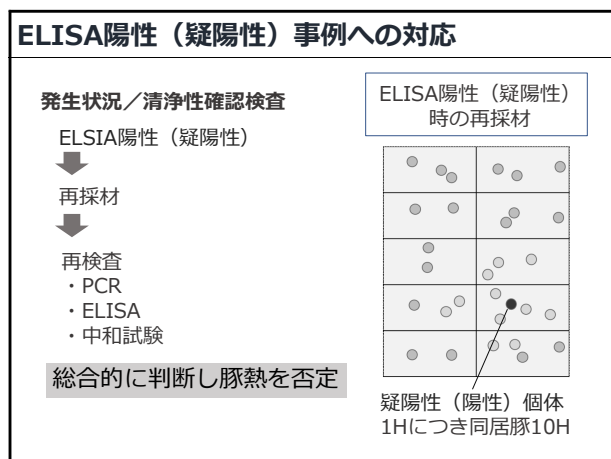 ELISA陽性（疑陽性）事例への対応
発生状況／清浄性確認検査
ELSIA陽性（疑陽性）
再採材
再検査
・PCR
・ELISA
・中和試験
総合的に判断し豚熱を否定
ELISA陽性（疑陽性）
時の再採材
疑陽性（陽性）個体
1Hにつき同居豚10H